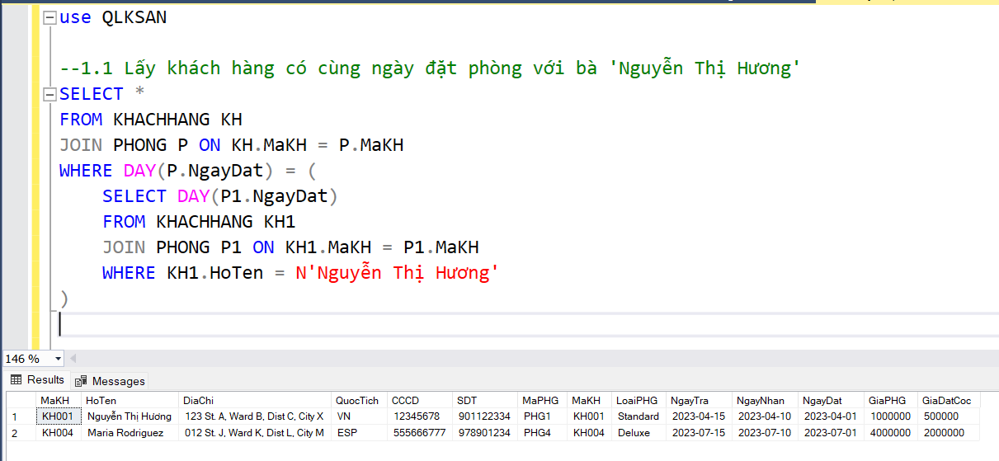 use QLKSAN
--1.1 Lấy khách hàng có cùng ngày đặt phòng với bà 'Nguyễn Thị Hương'
SELECT *
FROM KHACHHANG KH
JOIN PHONG P ON KH.MaKH = P.MaKH
WHERE DAY(P.NgayDat) = (
SELECT DAY(P1.NgayDat)
FROM KHACHHANG KH1
JOIN PHONG P1 ON KH1.MaKH = P1.MaKH
WHERE KH1.HoTen = N'Nguyễn Thị Hương'
)
146 %
Results Messages
MaKH HoTen DiaChi QuocTich CCCD SDT MaPHG MaKH LoaiPHG NgayTra NgayNhan NgayDat GiaPHG GiaDatCoc
1 KH001 Nguyễn Thị Hương 123 St. A, Ward B, Dist C, City X VN 12345678 901122334 PHG1 KH001 Standard 2023-04-15 2023-04-10 2023-04-01 1000000 500000
2 KH004 Maria Rodriguez 012 St. J, Ward K, Dist L, City M ESP 555666777 978901234 PHG4 KH004 Deluxe 2023-07-15 2023-07-10 2023-07-01 4000000 2000000